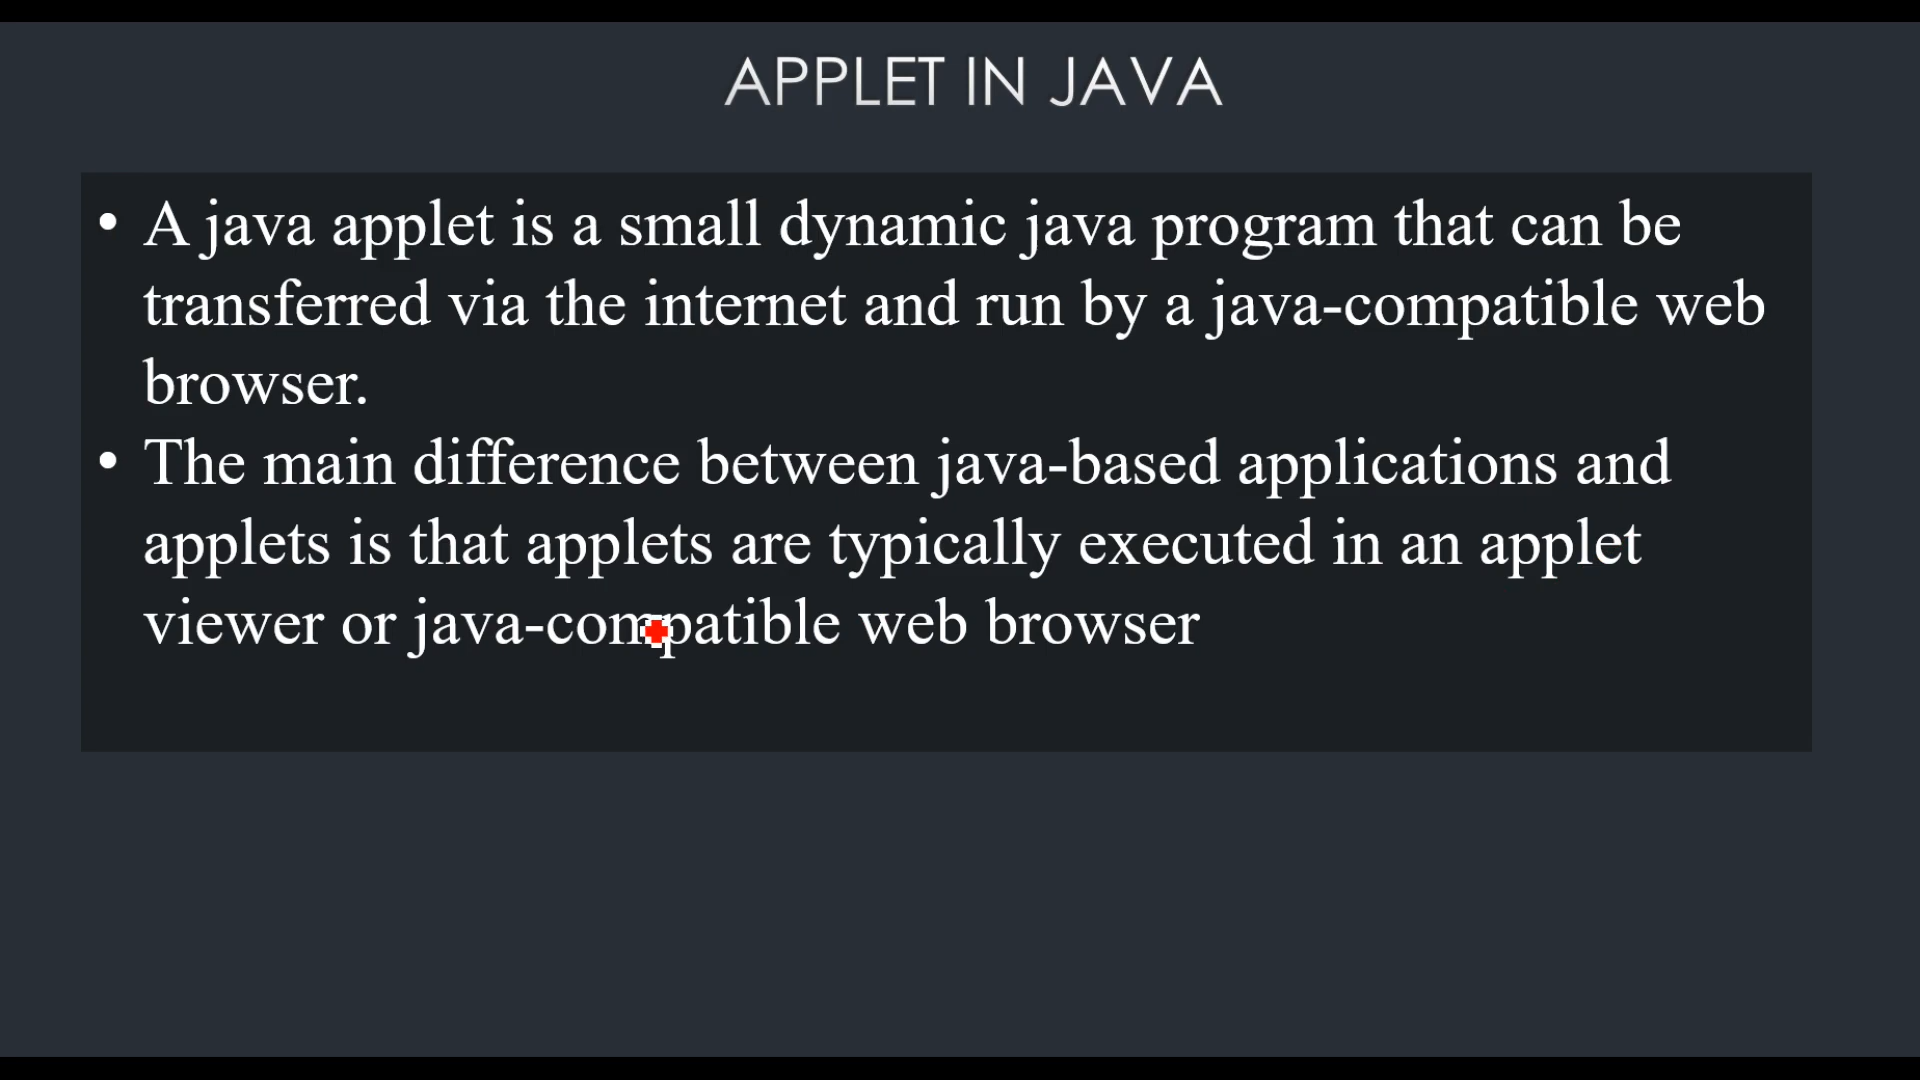 APPLET IN JAVA
• A java applet is a small dynamic java program that can be
transferred via the internet and run by a java-compatible web
browser.
• The main difference between java-based applications and
applets is that applets are typically executed in an applet
viewer or java-compatible web browser